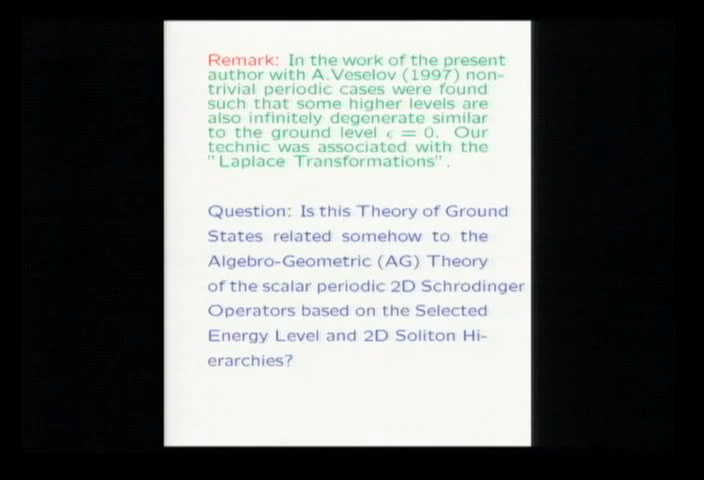 Remark: In the work of the present
author with A.Veselov (1997) non-
trivial periodic cases were found
such that some higher levels are
also infinitely degenerate similar
to the ground level ϵ = 0. Our
technic was associated with the
"Laplace Transformations".
Question: Is this Theory of Ground
States related somehow to the
Algebro-Geometric (AG) Theory
of the scalar periodic 2D Schrodinger
Operators based on the Selected
Energy Level and 2D Soliton Hi-
erarchies?